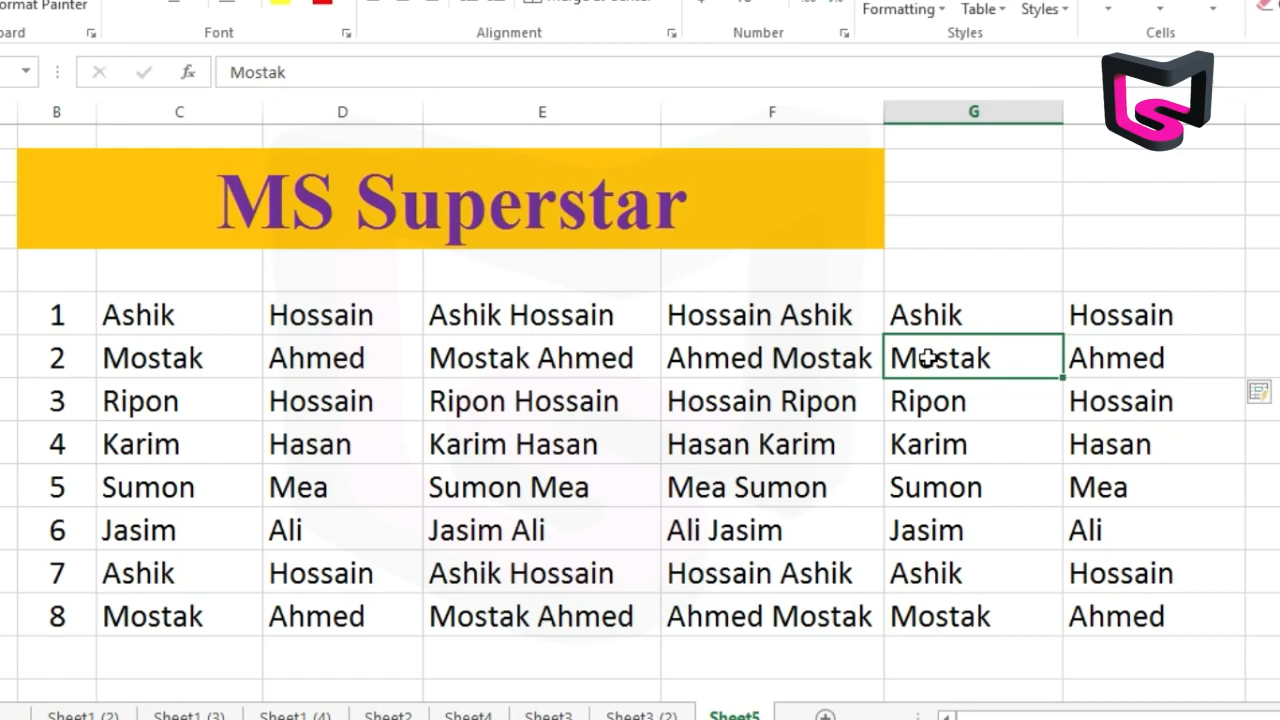 ormat Painter
Formatting Table Styles
ard Font Alignment Number Styles Cells
fx Mostak
B C D E F G
MS Superstar
1 Ashik Hossain Ashik Hossain Hossain Ashik Ashik Hossain
2 Mostak Ahmed Mostak Ahmed Ahmed Mostak Mostak Ahmed
3 Ripon Hossain Ripon Hossain Hossain Ripon Ripon Hossain
4 Karim Hasan Karim Hasan Hasan Karim Karim Hasan
5 Sumon Mea Sumon Mea Mea Sumon Sumon Mea
6 Jasim Ali Jasim Ali Ali Jasim Jasim Ali
7 Ashik Hossain Ashik Hossain Hossain Ashik Ashik Hossain
8 Mostak Ahmed Mostak Ahmed Ahmed Mostak Mostak Ahmed
Sheet1 (2) Sheet1 (3) Sheet1 (4) Sheet2 Sheet4 Sheet3 Sheet3 (2) Sheet5